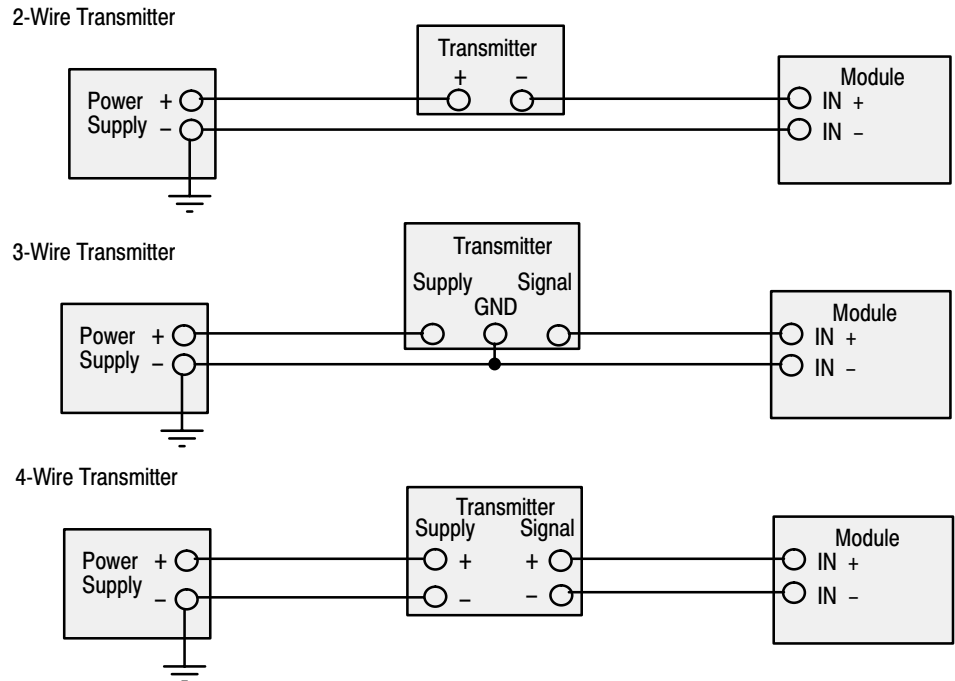 2-Wire Transmitter
Transmitter
+ −
Power +
Supply −
Module
IN +
IN −
3-Wire Transmitter
Transmitter
Supply Signal
GND
Power +
Supply −
Module
IN +
IN −
4-Wire Transmitter
Transmitter
Supply Signal
+ +
− −
Power +
Supply
−
Module
IN +
IN −